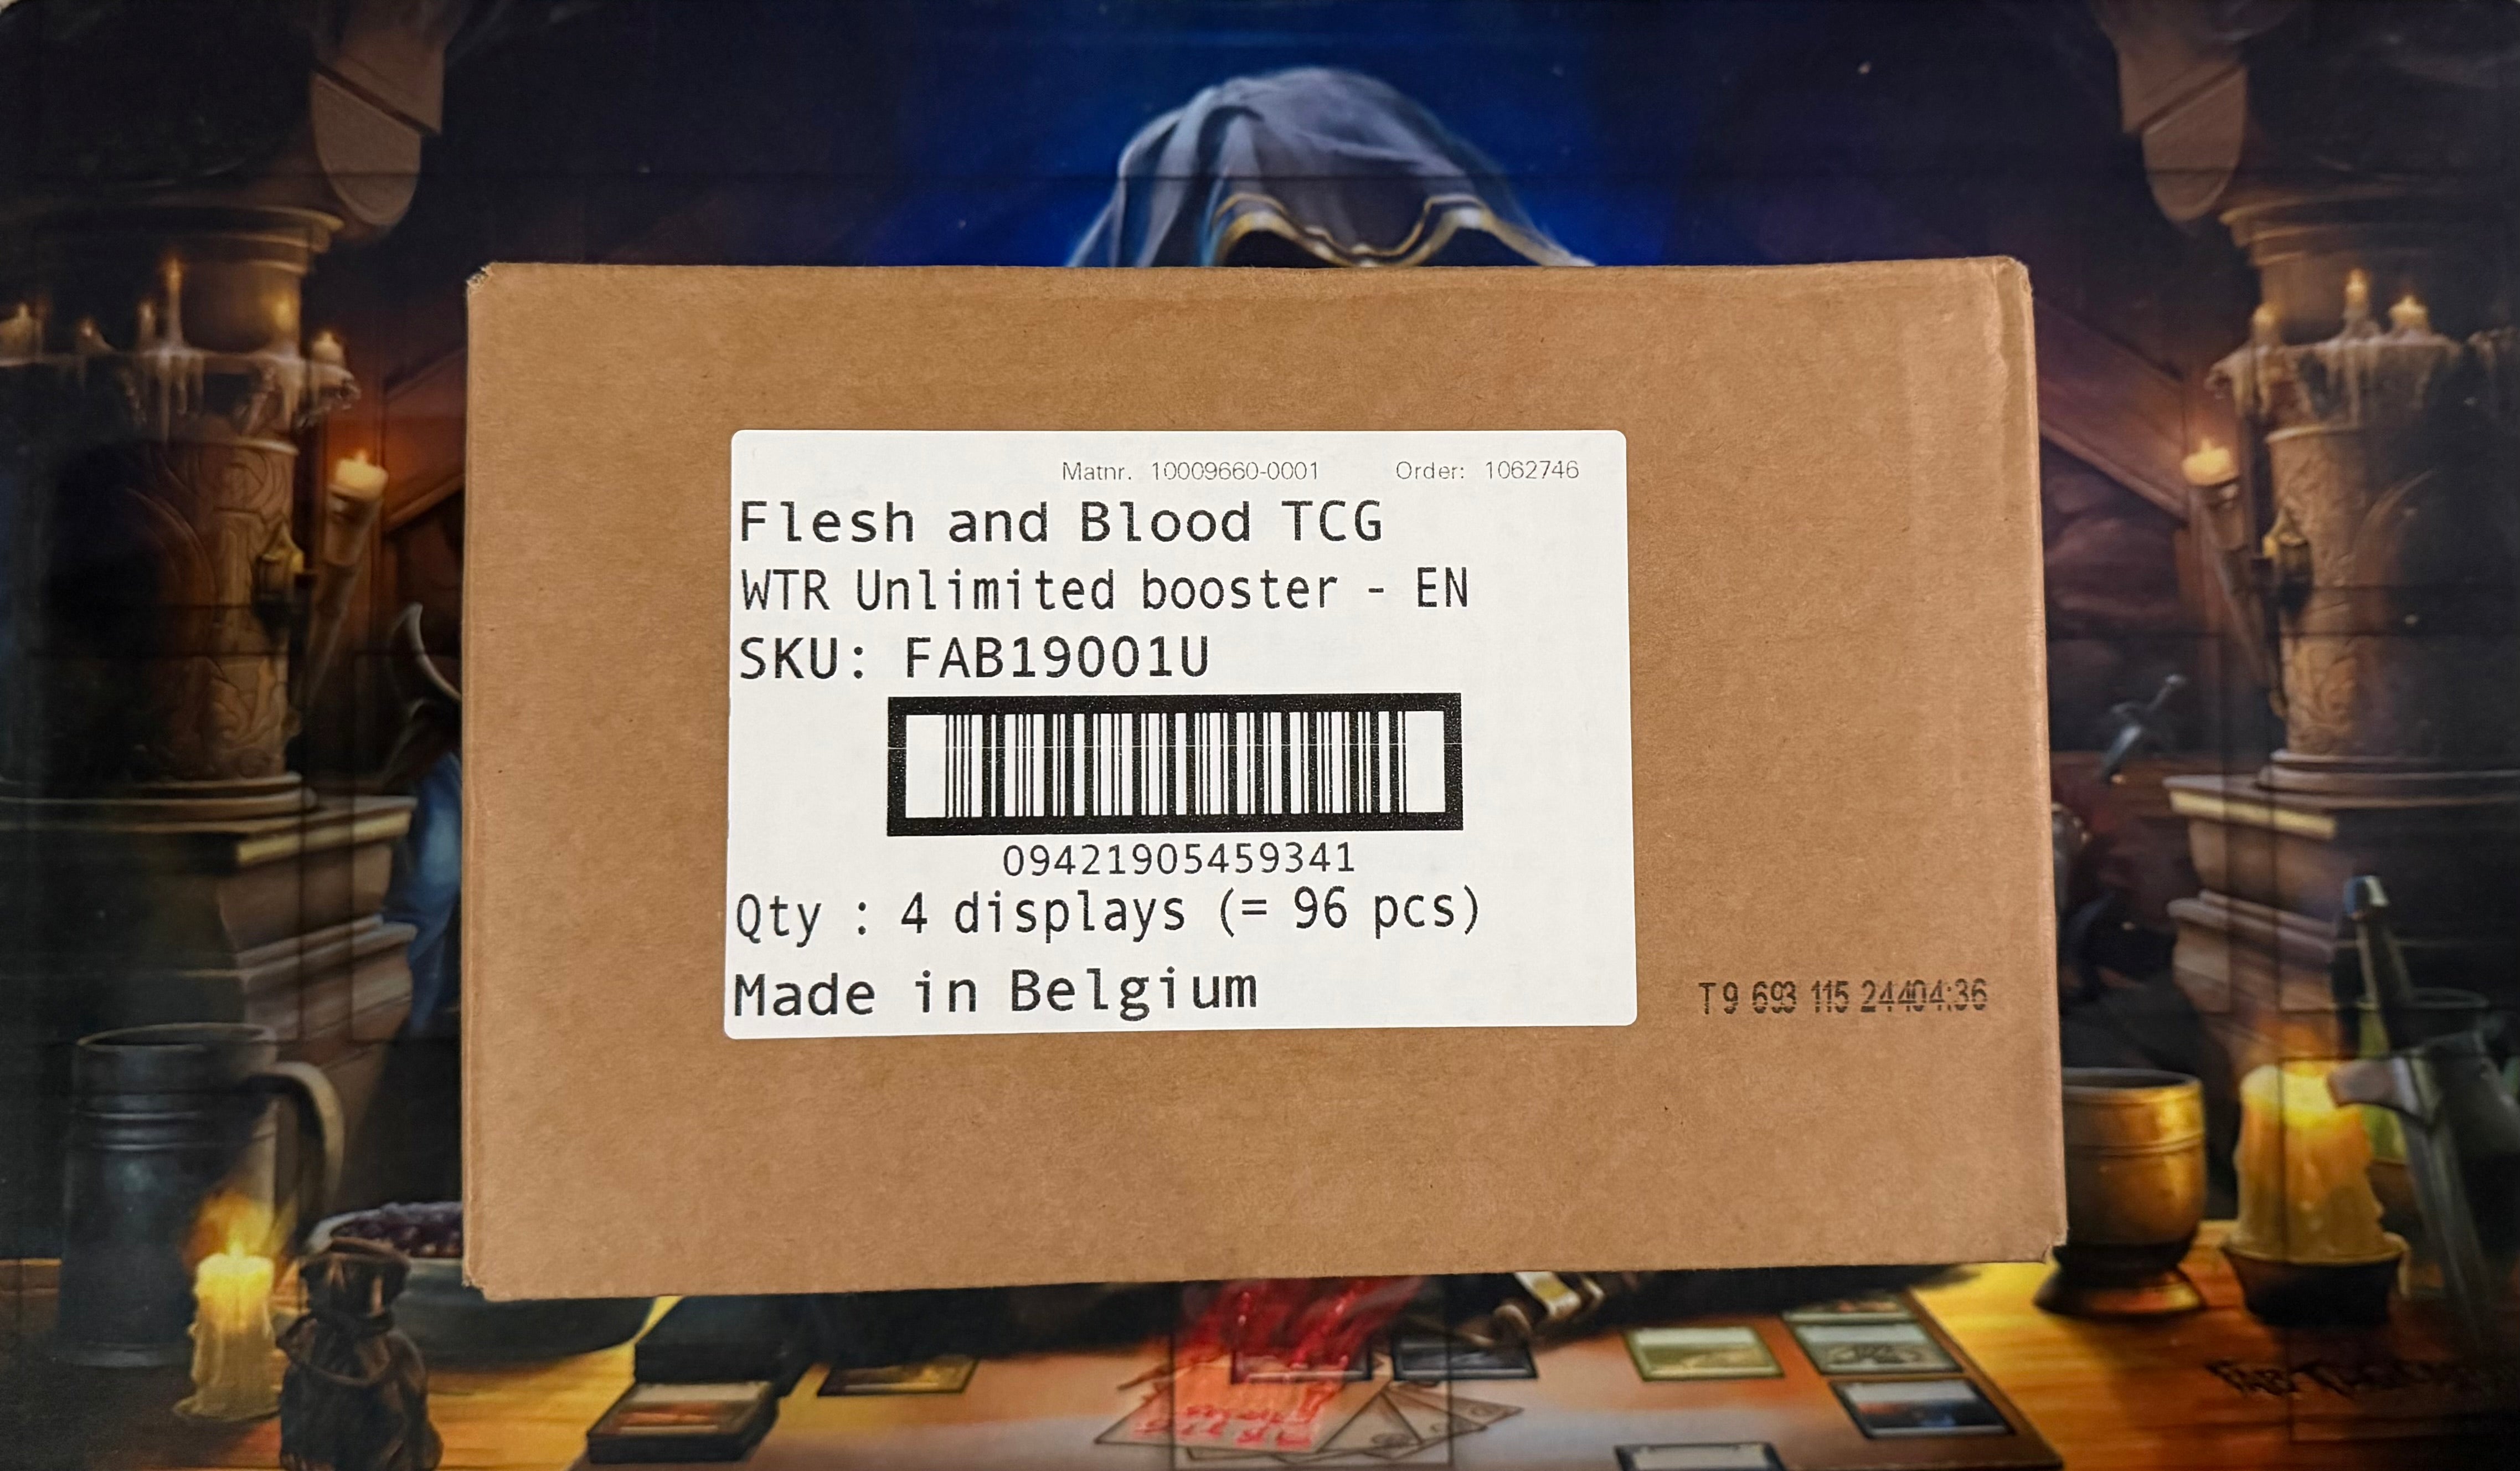 Matnr. 10009660-0001 Order: 1062746
Flesh and Blood TCG
WTR Unlimited booster - EN
SKU: FAB19001U
09421905459341
Qty : 4 displays (= 96 pcs)
Made in Belgium
T9 693 115 24404:36